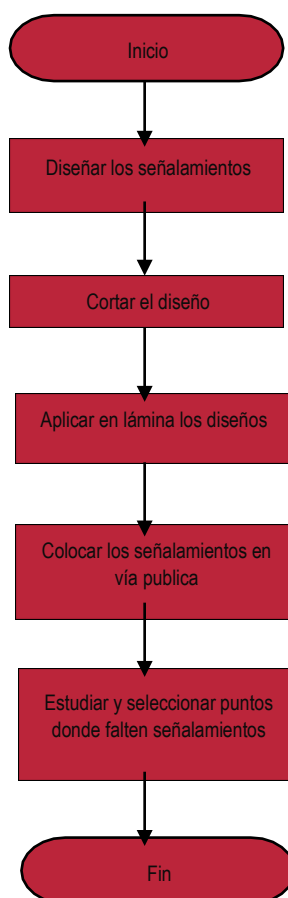 Inicio
Diseñar los señalamientos
Cortar el diseño
Aplicar en lámina los diseños
Colocar los señalamientos en
vía publica
Estudiar y seleccionar puntos
donde falten señalamientos
Fin